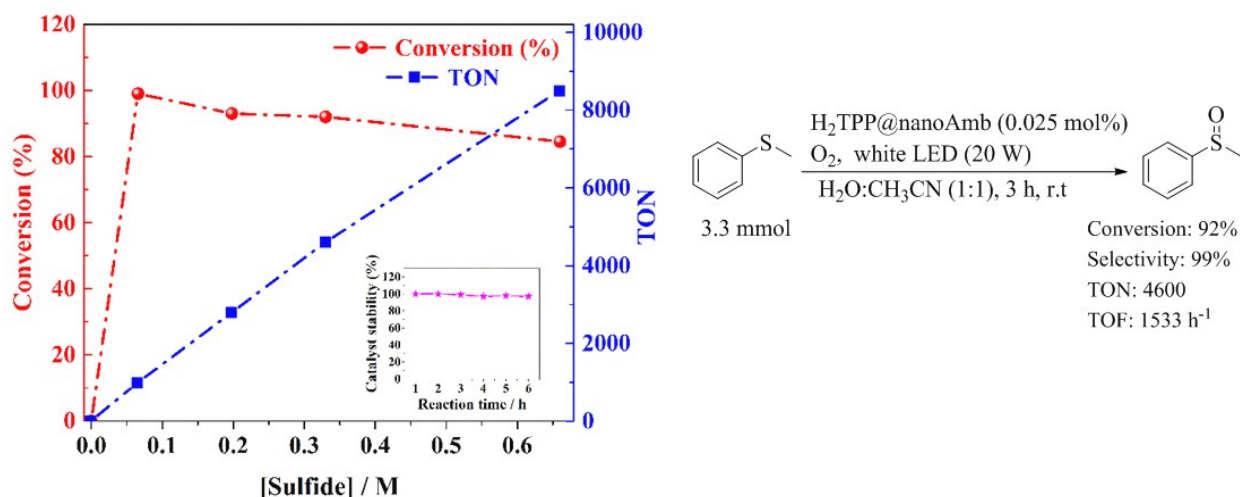 120
100
80
60
40
20
0
Conversion (%)
Conversion (%)
TON
10000
8000
6000
4000
2000
0
TON
0.0 0.1 0.2 0.3 0.4 0.5 0.6
[Sulfide] / M
Catalyst stability (%)
120
100
80
60
40
20
0
1 2 3 4 5 6
Reaction time / h
S
3.3 mmol
H₂TPP@nanoAmb (0.025 mol%)
O₂, white LED (20 W)
H₂O:CH₃CN (1:1), 3 h, r.t
O
S
Conversion: 92%
Selectivity: 99%
TON: 4600
TOF: 1533 h⁻¹